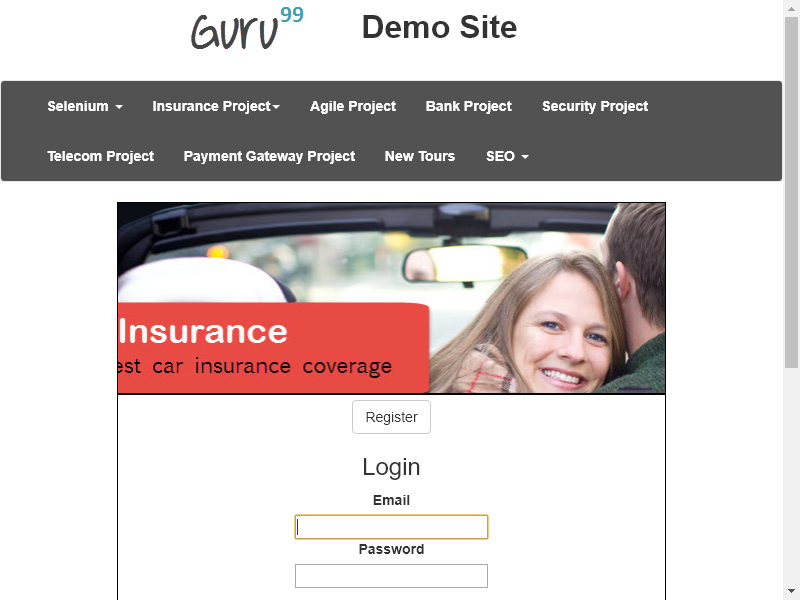 Guru99 Demo Site
Selenium Insurance Project Agile Project Bank Project Security Project
Telecom Project Payment Gateway Project New Tours SEO
Insurance
est car insurance coverage
Register
Login
Email
Password